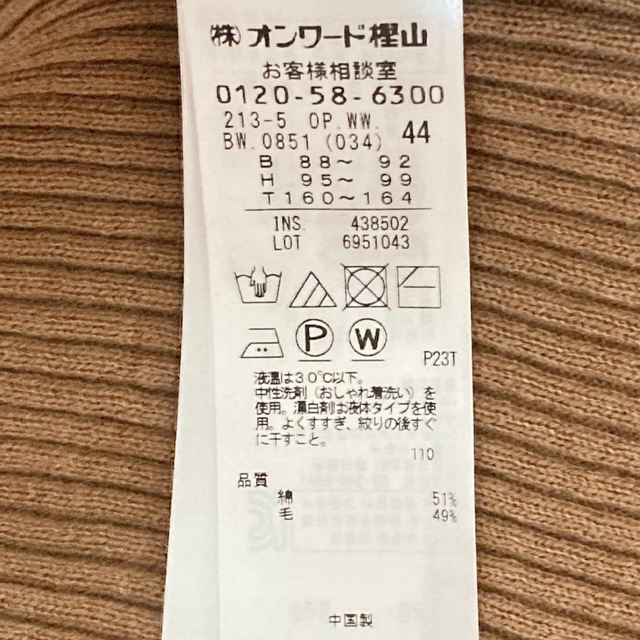 ㈱オンワード樫山
お客様相談室
0120-58-6300
213-5 OP.WW.
BW.0851(034) 44
B 88〜 92
H 95〜 99
T160〜164
INS. 438502
LOT 6951043
P W
P23T
液温は30℃以下。
中性洗剤(おしゃれ着洗い)を
使用。漂白剤は液体タイプを使
用。よくすすぎ、絞りの後すぐ
に干すこと。
110
品質
綿 51%
毛 49%
中国製